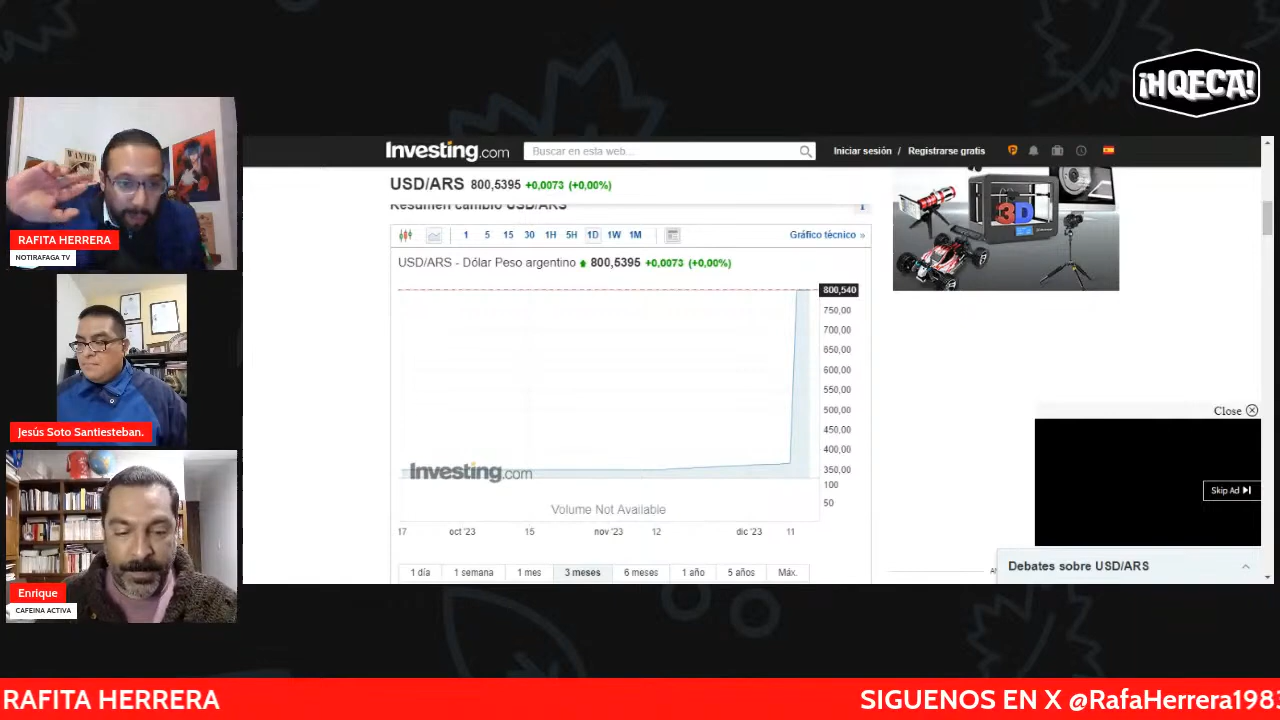 ¡HQECA!
WANTED
RAFITA HERRERA
NOTIRAFAGA TV
Jesús Soto Santiesteban.
Enrique
CAFEINA ACTIVA
Investing.com
Buscar en esta web...
Iniciar sesión / Registrarse gratis
USD/ARS 800,5395 +0,0073 (+0,00%)
Resumen cambio USD/ARS
1 5 15 30 1H 5H 1D 1W 1M
Gráfico técnico »
USD/ARS - Dólar Peso argentino 800,5395 +0,0073 (+0,00%)
800,540
750,00
700,00
650,00
600,00
550,00
500,00
450,00
400,00
350,00
100
50
Investing.com
Volume Not Available
17 oct '23 15 nov '23 12 dic '23 11
1 día 1 semana 1 mes 3 meses 6 meses 1 año 5 años Máx.
3D
Close
Skip Ad
Debates sobre USD/ARS
RAFITA HERRERA
SIGUENOS EN X @RafaHerrera1983